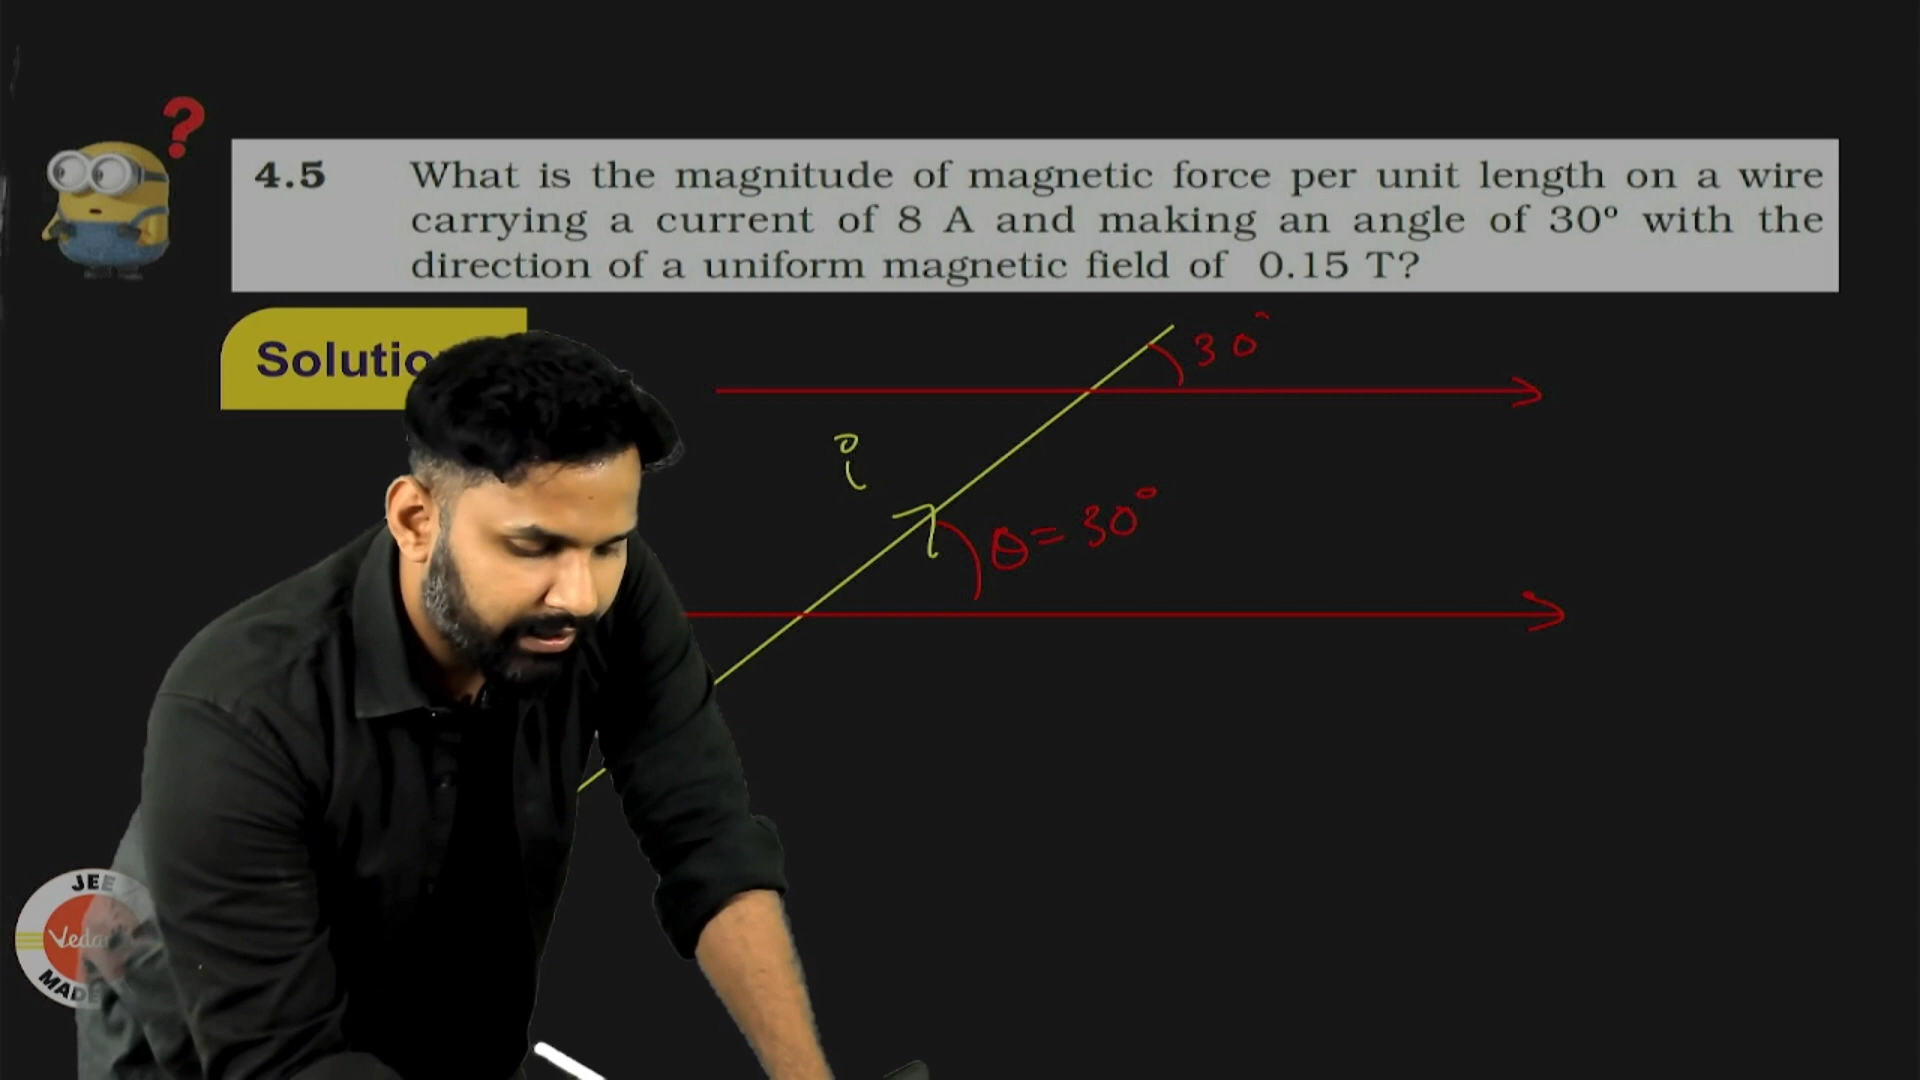 ?
4.5 What is the magnitude of magnetic force per unit length on a wire
carrying a current of 8 A and making an angle of 30º with the
direction of a uniform magnetic field of 0.15 T?
Solutio
30°
i
θ = 30°
JEE
Veda
MADE